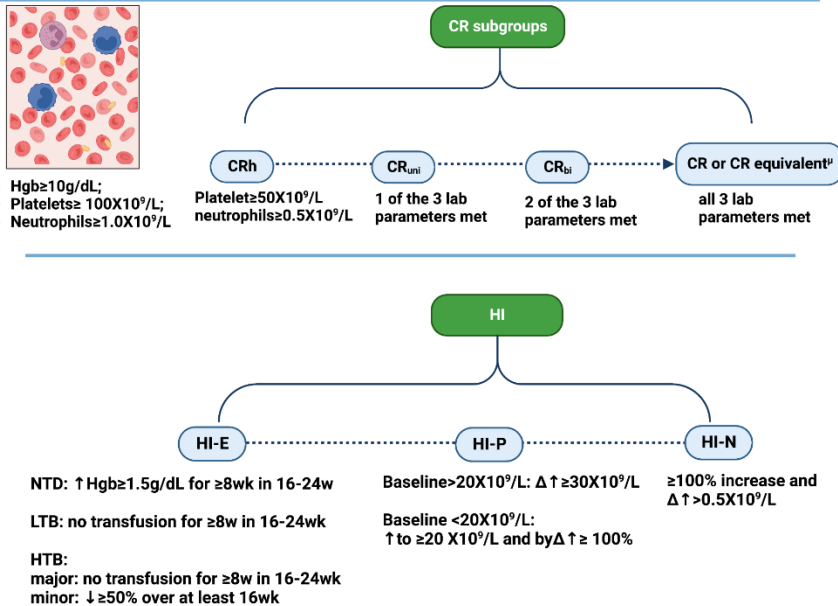 CR subgroups
Hgb≥10g/dL;
Platelets≥ 100X10⁹/L;
Neutrophils≥1.0X10⁹/L
CRh
Platelet≥50X10⁹/L
neutrophils≥0.5X10⁹/L
CRuni
1 of the 3 lab
parameters met
CRbi
2 of the 3 lab
parameters met
CR or CR equivalentᵘ
all 3 lab
parameters met
HI
HI-E
NTD: ↑Hgb≥1.5g/dL for ≥8wk in 16-24w
LTB: no transfusion for ≥8w in 16-24wk
HTB:
major: no transfusion for ≥8w in 16-24wk
minor: ↓≥50% over at least 16wk
HI-P
Baseline>20X10⁹/L: Δ↑≥30X10⁹/L
Baseline <20X10⁹/L:
↑to ≥20 X10⁹/L and byΔ↑≥ 100%
HI-N
≥100% increase and
Δ↑>0.5X10⁹/L